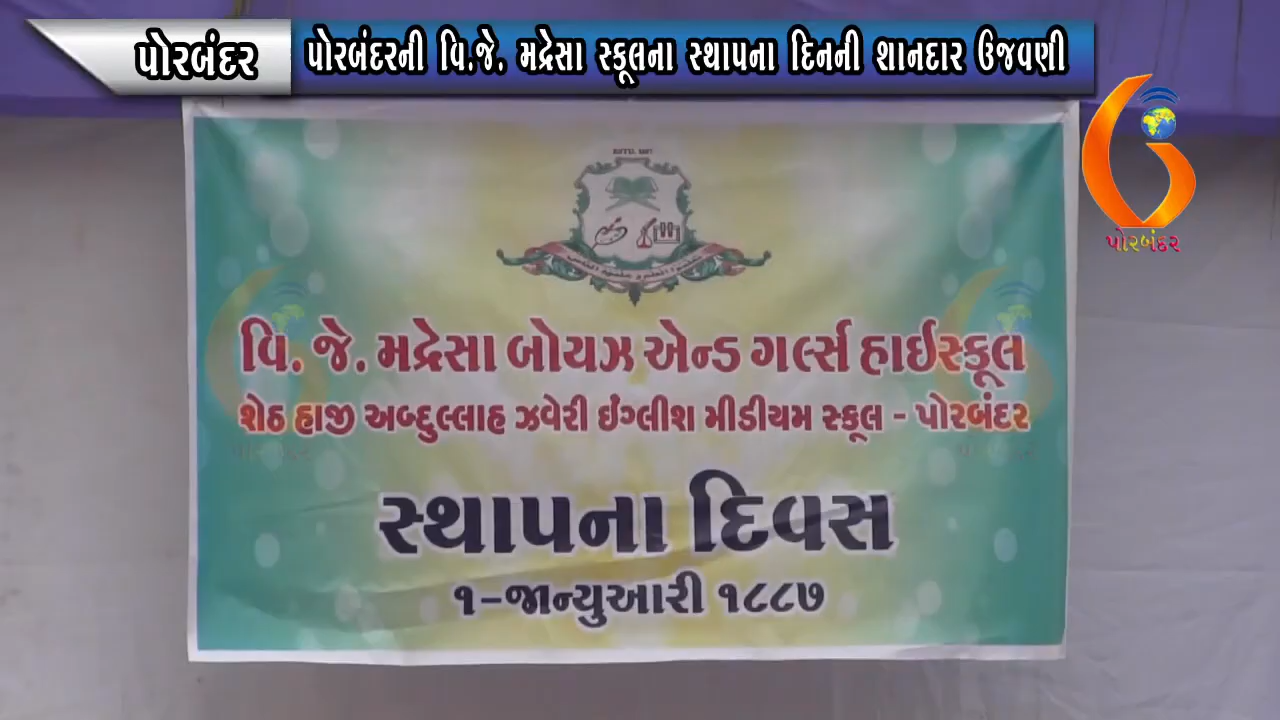 પોરબંદર
પોરબંદરની વિ.જે. મદ્રેસા સ્કૂલના સ્થાપના દિનની શાનદાર ઉજવણી
પોરબંદર
વિ. જે. મદ્રેસા બોયઝ એન્ડ ગર્લ્સ હાઈસ્કૂલ
શેઠ હાજી અબ્દુલ્લાહ ઝવેરી ઇંગ્લીશ મીડીયમ સ્કૂલ - પોરબંદર
સ્થાપના દિવસ
૧-જાન્યુઆરી ૧૮૮૭